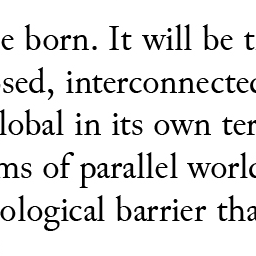 e born. It will be t
sed, interconnected
lobal in its own ter
ms of parallel world
ological barrier tha